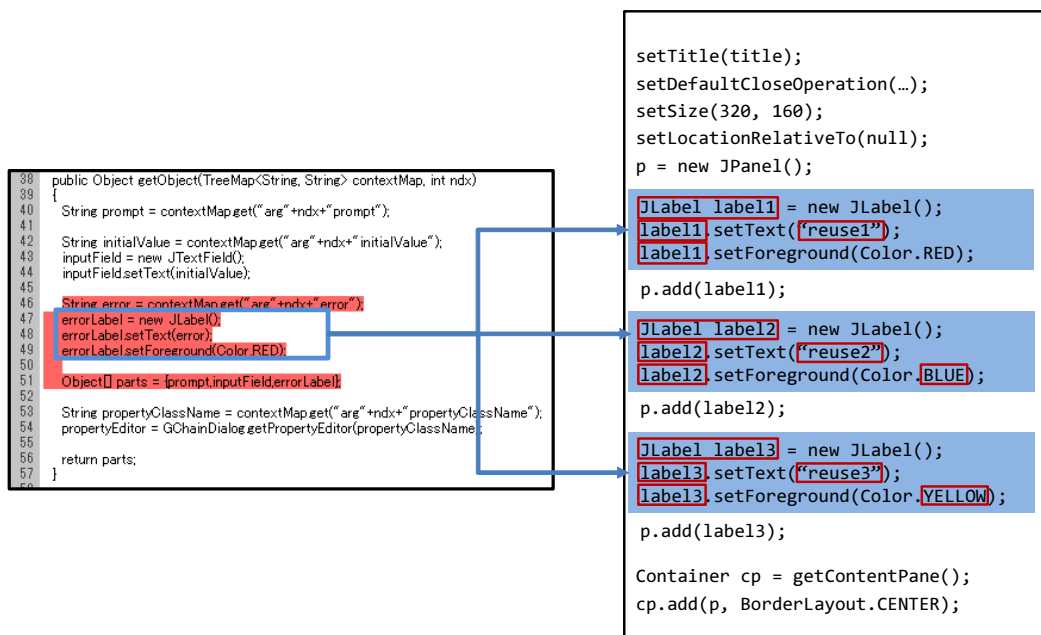 38 public Object getObject(TreeMap<String, String> contextMap, int ndx)
39 {
40 String prompt = contextMap.get("arg"+ndx+"prompt");
41
42 String initialValue = contextMap.get("arg"+ndx+"initialValue");
43 inputField = new JTextField();
44 inputField.setText(initialValue);
45
46 String error = contextMap.get("arg"+ndx+"error");
47 errorLabel = new JLabel();
48 errorLabel.setText(error);
49 errorLabel.setForeground(Color.RED);
50
51 Object[] parts = {prompt,inputField,errorLabel};
52
53 String propertyClassName = contextMap.get("arg"+ndx+"propertyClassName");
54 propertyEditor = GChainDialog.getPropertyEditor(propertyClassName);
55
56 return parts;
57 }
setTitle(title);
setDefaultCloseOperation(…);
setSize(320, 160);
setLocationRelativeTo(null);
p = new JPanel();
JLabel label1 = new JLabel();
label1.setText(“reuse1”);
label1.setForeground(Color.RED);
p.add(label1);
JLabel label2 = new JLabel();
label2.setText(“reuse2”);
label2.setForeground(Color.BLUE);
p.add(label2);
JLabel label3 = new JLabel();
label3.setText(“reuse3”);
label3.setForeground(Color.YELLOW);
p.add(label3);
Container cp = getContentPane();
cp.add(p, BorderLayout.CENTER);